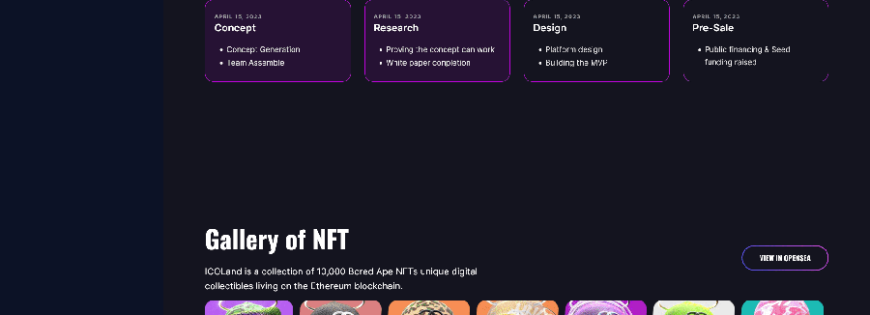 APRIL 15, 2023
Concept
• Concept Generation
• Team Assemble
APRIL 15, 2023
Research
• Proving the concept can work
• White paper conpletion
APRIL 15, 2023
Design
• Platform design
• Building the MVP
APRIL 15, 2023
Pre-Sale
• Public financing & Seed
funding raised
Gallery of NFT
VIEW IN OPENSEA
ICOLand is a collection of 10,000 Bored Ape NFTs unique digital
collectibles living on the Ethereum blockchain.